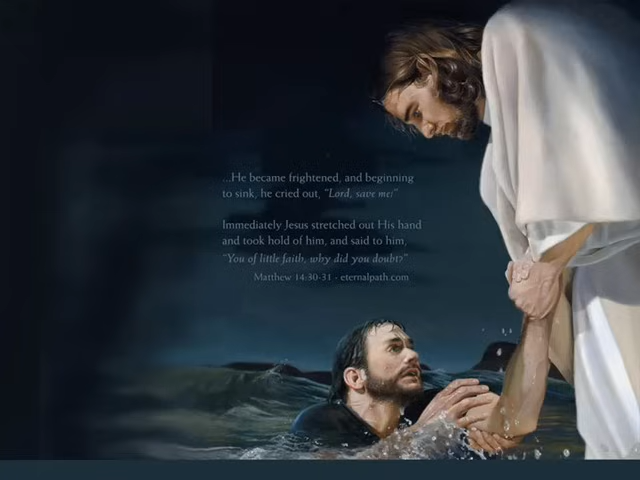 ...He became frightened, and beginning
to sink, he cried out, "Lord, save me!"
Immediately Jesus stretched out His hand
and took hold of him, and said to him,
"You of little faith, why did you doubt?"
Matthew 14:30-31 - eternalpath.com